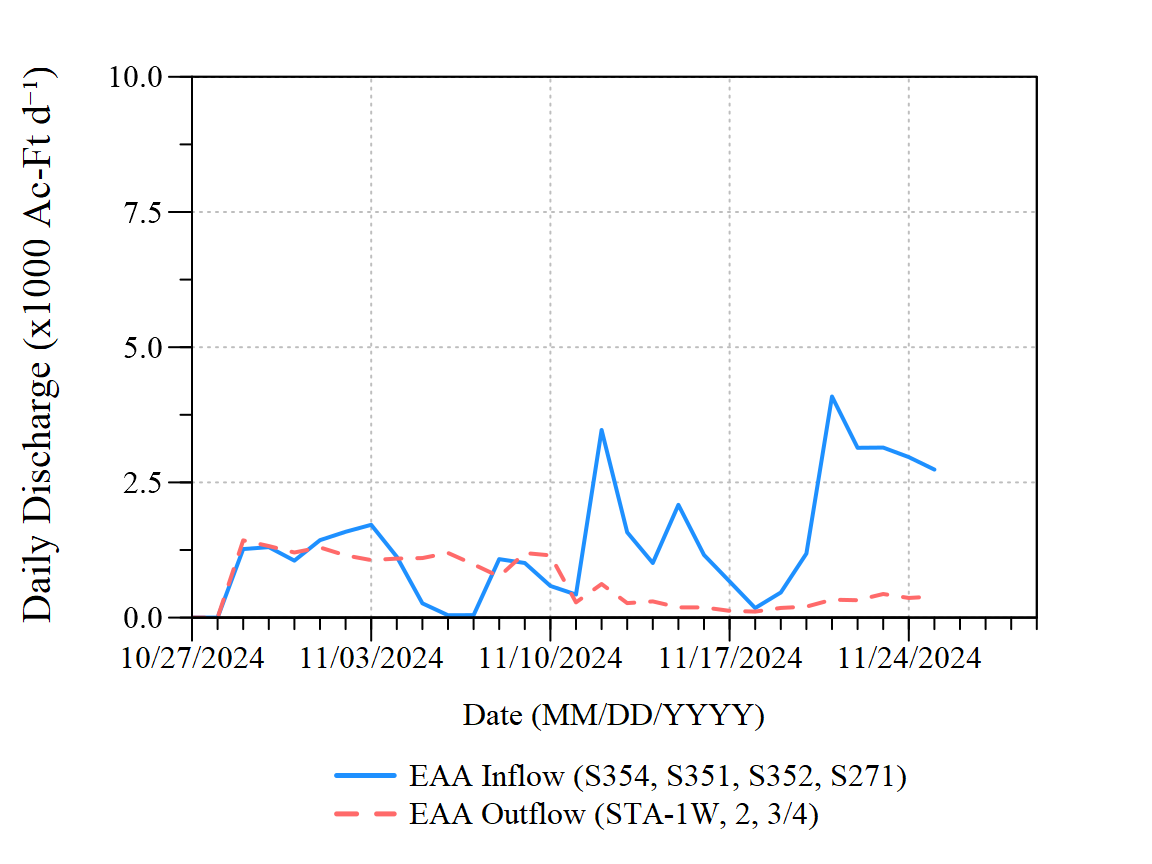 Daily Discharge (x1000 Ac-Ft d⁻¹)
10.0
7.5
5.0
2.5
0.0
10/27/2024 11/03/2024 11/10/2024 11/17/2024 11/24/2024
Date (MM/DD/YYYY)
EAA Inflow (S354, S351, S352, S271)
EAA Outflow (STA-1W, 2, 3/4)